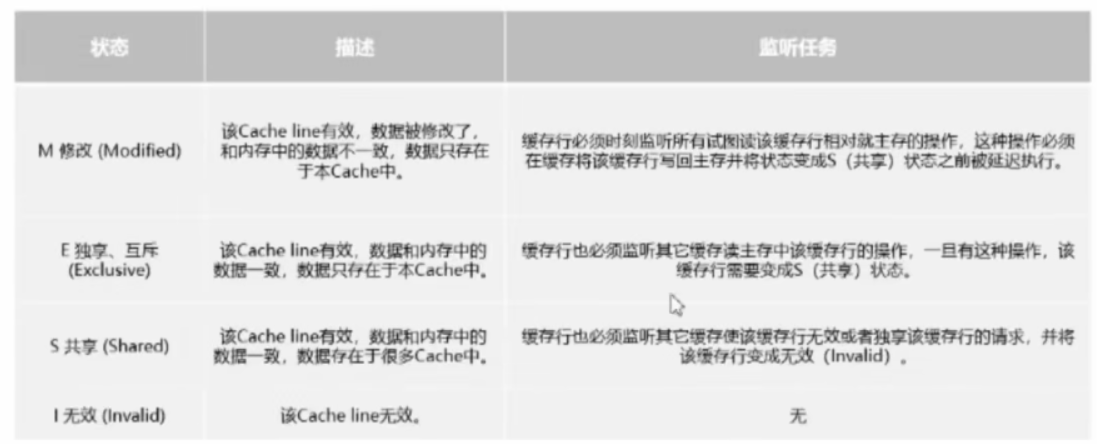 状态
描述
监听任务
M 修改 (Modified)
该Cache line有效，数据被修改了，
和内存中的数据不一致，数据只存在
于本Cache中。
缓存行必须时刻监听所有试图读该缓存行相对就主存的操作，这种操作必须
在缓存将该缓存行写回主存并将状态变成S（共享）状态之前被延迟执行。
E 独享、互斥
(Exclusive)
该Cache line有效，数据和内存中的
数据一致，数据只存在于本Cache中。
缓存行也必须监听其它缓存读主存中该缓存行的操作，一旦有这种操作，该
缓存行需要变成S（共享）状态。
S 共享 (Shared)
该Cache line有效，数据和内存中的
数据一致，数据存在于很多Cache中。
缓存行也必须监听其它缓存使该缓存行无效或者独享该缓存行的请求，并将
该缓存行变成无效（Invalid）。
I 无效 (Invalid)
该Cache line无效。
无